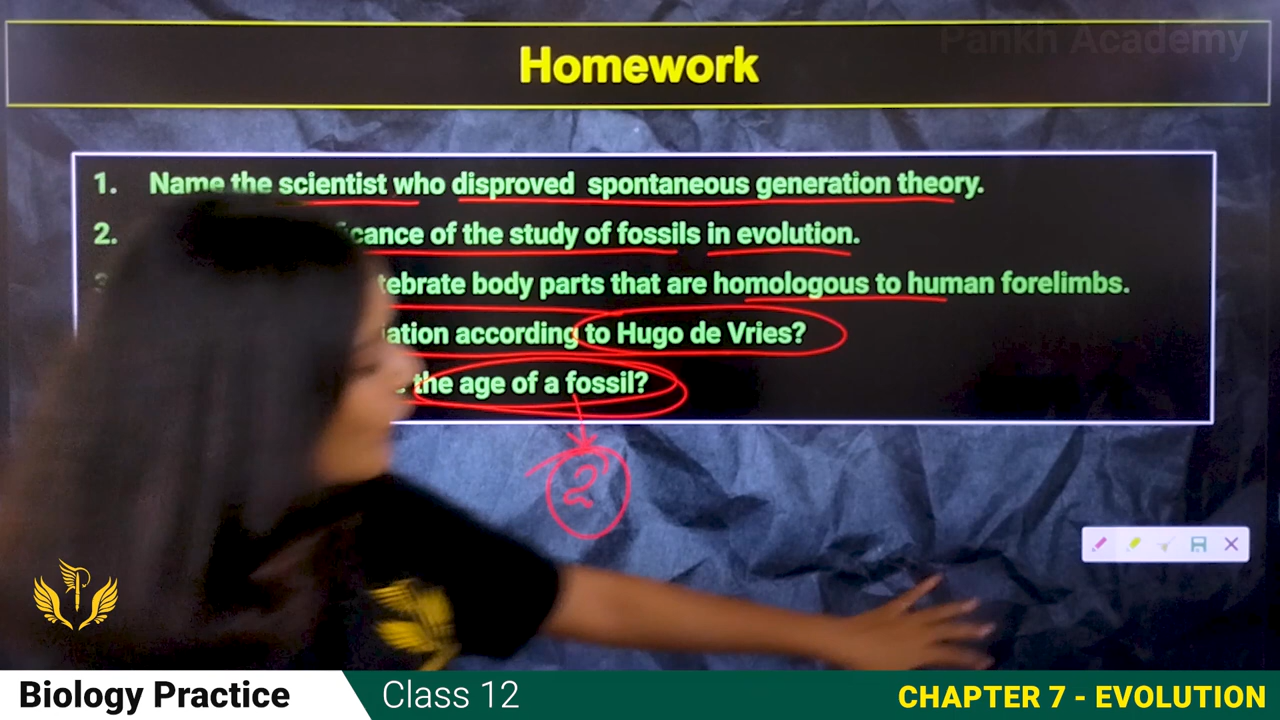 Pankh Academy
Homework
1. Name the scientist who disproved spontaneous generation theory.
2. cance of the study of fossils in evolution.
3 tebrate body parts that are homologous to human forelimbs.
ation according to Hugo de Vries?
the age of a fossil?
2
Biology Practice
Class 12
CHAPTER 7 - EVOLUTION